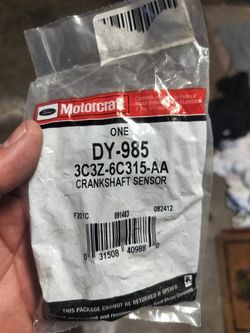 Ford Motorcraft
ONE
DY-985
3C3Z-6C315-AA
CRANKSHAFT SENSOR
F201C 091463 082412
0 31508 40988 0
THIS PACKAGE CANNOT BE RETURNED IF OPENED